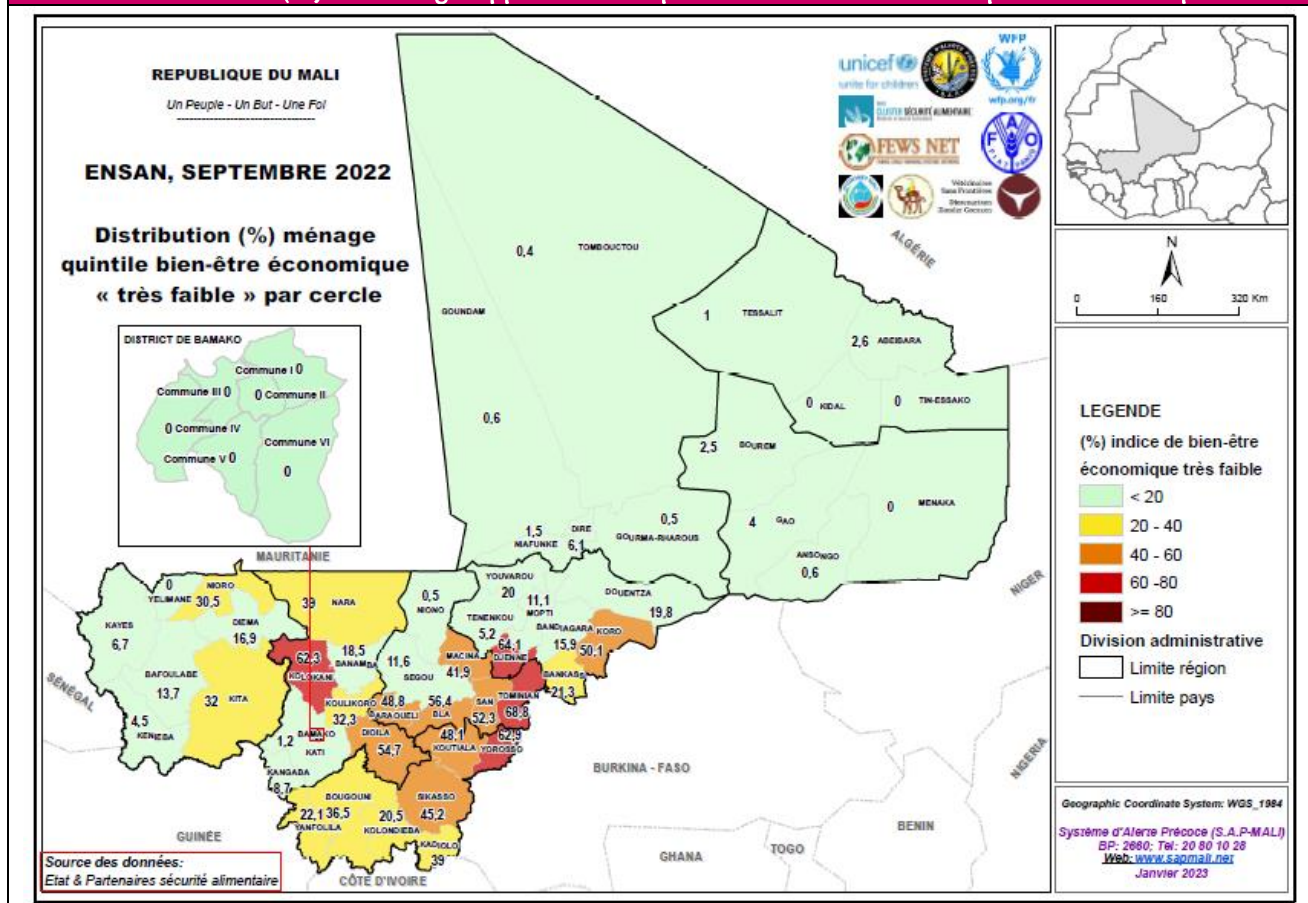 REPUBLIQUE DU MALI
Un Peuple - Un But - Une Foi
ENSAN, SEPTEMBRE 2022
Distribution (%) ménage
quintile bien-être économique
« très faible » par cercle
DISTRICT DE BAMAKO
Commune I 0
Commune III 0
0 Commune II
0 Commune IV
Commune VI
Commune V 0
0
unicef
unite for children
WFP
wfp.org/fr
CLUSTER SÉCURITÉ ALIMENTAIRE
FEWS NET
FAO
FIAT PANIS
Vétérinaires
Sans Frontières
ALGÉRIE
0,4
TOMBOUCTOU
GOUNDAM
0,6
1
TESSALIT
2,6
ABEIBARA
0
KIDAL
0
TIN-ESSAKO
2,5
BOUREM
0
MENAKA
4
GAO
ANSONGO
0,6
0,5
GOURMA-RHAROUS
1,5
NIAFUNKE
DIRE
6,1
MAURITANIE
NIGER
0
YELIMANE
NIORO
30,5
39
NARA
0,5
NIONO
YOUVAROU
20
11,1
MOPTI
DOUENTZA
19,8
KAYES
6,7
DIEMA
16,9
TENENKOU
5,2
BANDIAGARA
15,9
KORO
50,1
64,1
DJENNE
62,3
KOLOKANI
18,5
BANAMBA
11,6
SEGOU
MACINA
41,9
BANKASS
21,3
BAFOULABE
13,7
32
KITA
KOULIKORO
32,3
48,8
BARAOUELI
56,4
BLA
SAN
52,3
TOMINIAN
68,8
4,5
KENIEBA
SÉNÉGAL
1,2
BAMAKO
KATI
DIOILA
54,7
48,1
KOUTIALA
62,9
YOROSSO
KANGABA
8,7
BOUGOUNI
22,1
36,5
YANFOLILA
20,5
KOLONDIEBA
SIKASSO
45,2
KADIOLO
39
GUINÉE
CÔTE D'IVOIRE
BURKINA - FASO
GHANA
TOGO
BENIN
NIGERIA
Source des données:
Etat & Partenaires sécurité alimentaire
N
0 160 320 Km
LEGENDE
(%) indice de bien-être
économique très faible
< 20
20 - 40
40 - 60
60 -80
>= 80
Division administrative
Limite région
Limite pays
Geographic Coordinate System: WGS_1984
Système d'Alerte Précoce (S.A.P-MALI)
BP: 2660; Tel: 20 80 10 28
Web: www.sapmali.net
Janvier 2023